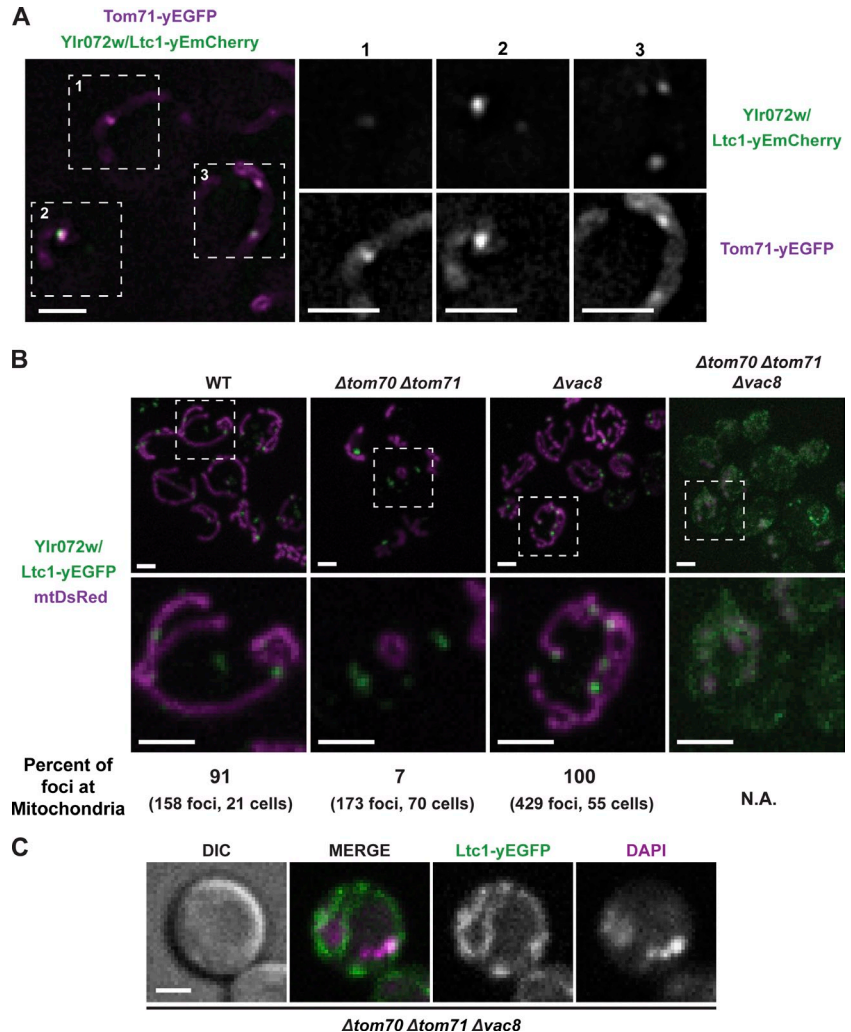 A
Tom71-yEGFP
Ylr072w/Ltc1-yEmCherry
1
2
3
1
2
3
Ylr072w/
Ltc1-yEmCherry
Tom71-yEGFP
B
WT
Δtom70 Δtom71
Δvac8
Δtom70 Δtom71
Δvac8
Ylr072w/
Ltc1-yEGFP
mtDsRed
Percent of
foci at
Mitochondria
91
(158 foci, 21 cells)
7
(173 foci, 70 cells)
100
(429 foci, 55 cells)
N.A.
C
DIC
MERGE
Ltc1-yEGFP
DAPI
Δtom70 Δtom71 Δvac8